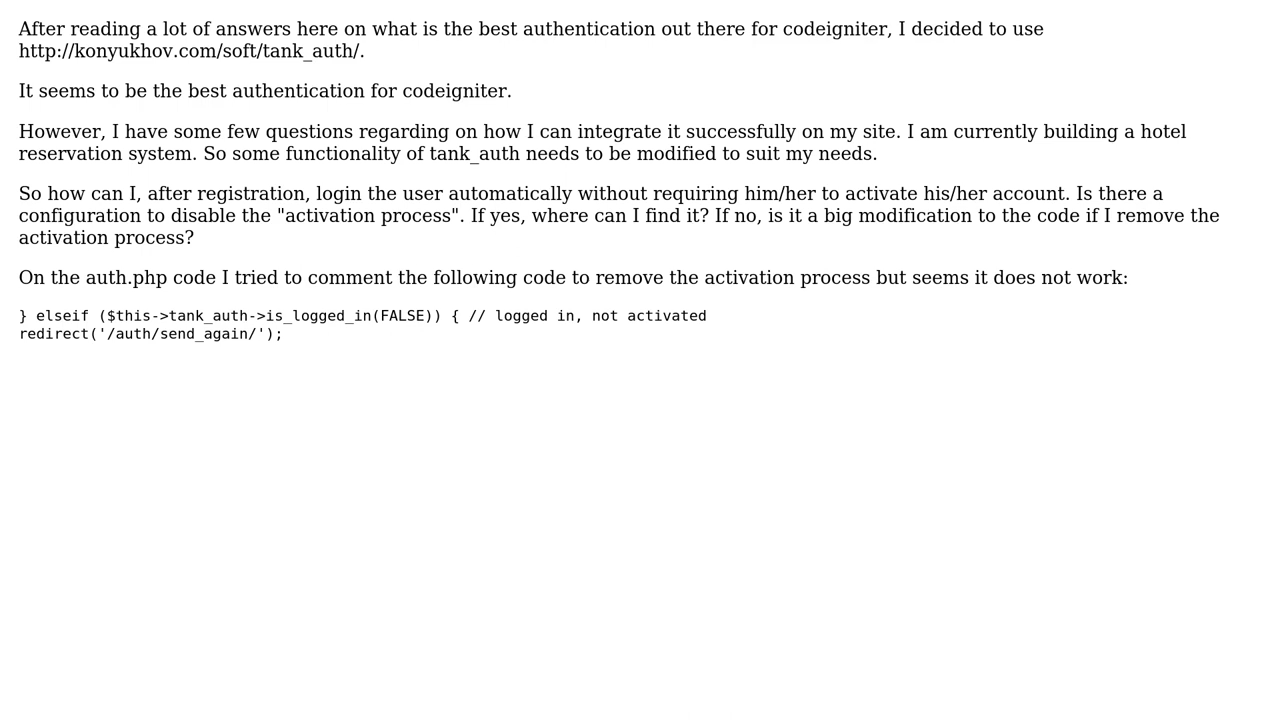 After reading a lot of answers here on what is the best authentication out there for codeigniter, I decided to use
http://konyukhov.com/soft/tank_auth/.
It seems to be the best authentication for codeigniter.
However, I have some few questions regarding on how I can integrate it successfully on my site. I am currently building a hotel
reservation system. So some functionality of tank_auth needs to be modified to suit my needs.
So how can I, after registration, login the user automatically without requiring him/her to activate his/her account. Is there a
configuration to disable the "activation process". If yes, where can I find it? If no, is it a big modification to the code if I remove the
activation process?
On the auth.php code I tried to comment the following code to remove the activation process but seems it does not work:
} elseif ($this->tank_auth->is_logged_in(FALSE)) { // logged in, not activated
redirect('/auth/send_again/');